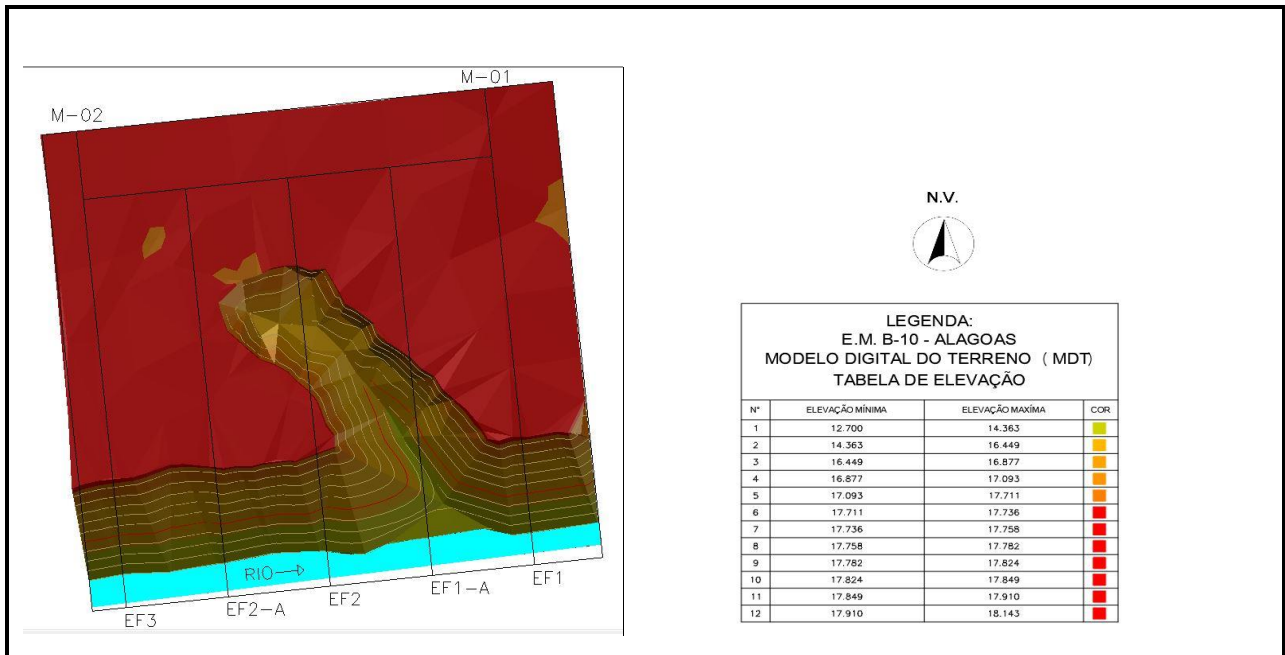 M-01
M-02
RIO
EF3
EF2-A
EF2
EF1-A
EF1
N.V.
LEGENDA:
E.M. B-10 - ALAGOAS
MODELO DIGITAL DO TERRENO ( MDT)
TABELA DE ELEVAÇÃO
N° ELEVAÇÃO MÍNIMA ELEVAÇÃO MAXÍMA COR
1 12.700 14.363
2 14.363 16.449
3 16.449 16.877
4 16.877 17.093
5 17.093 17.711
6 17.711 17.736
7 17.736 17.758
8 17.758 17.782
9 17.782 17.824
10 17.824 17.849
11 17.849 17.910
12 17.910 18.143